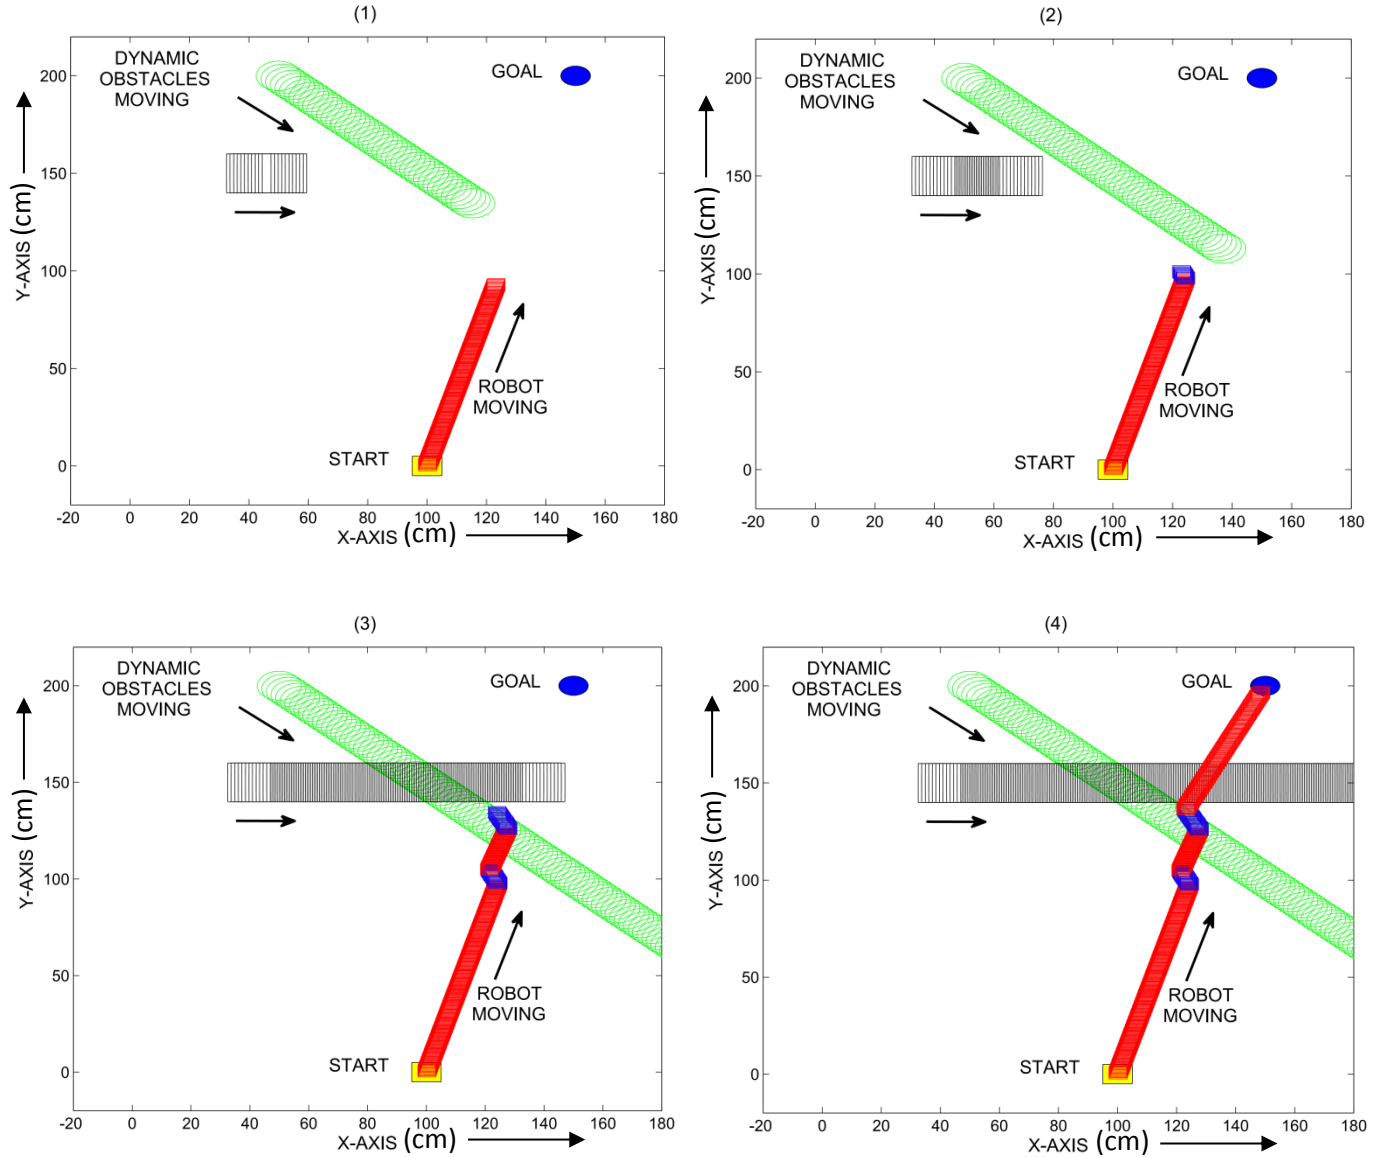 (1)
DYNAMIC
OBSTACLES
MOVING
GOAL
200
150
100
50
0
Y-AXIS (cm)
ROBOT
MOVING
START
-20 0 20 40 60 80 100 120 140 160 180
X-AXIS (cm)
(2)
DYNAMIC
OBSTACLES
MOVING
GOAL
200
150
100
50
0
Y-AXIS (cm)
ROBOT
MOVING
START
-20 0 20 40 60 80 100 120 140 160 180
X-AXIS (cm)
(3)
DYNAMIC
OBSTACLES
MOVING
GOAL
200
150
100
50
0
Y-AXIS (cm)
ROBOT
MOVING
START
-20 0 20 40 60 80 100 120 140 160 180
X-AXIS (cm)
(4)
DYNAMIC
OBSTACLES
MOVING
GOAL
200
150
100
50
0
Y-AXIS (cm)
ROBOT
MOVING
START
-20 0 20 40 60 80 100 120 140 160 180
X-AXIS (cm)